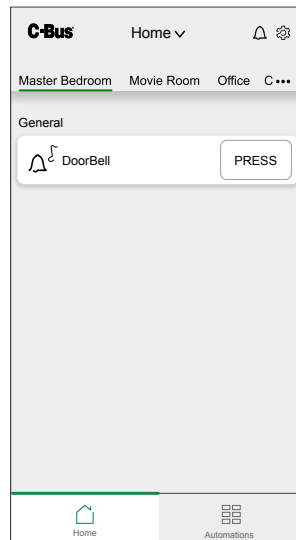 C-Bus Home
Master Bedroom Movie Room Office C •••
General
DoorBell PRESS
Home Automations